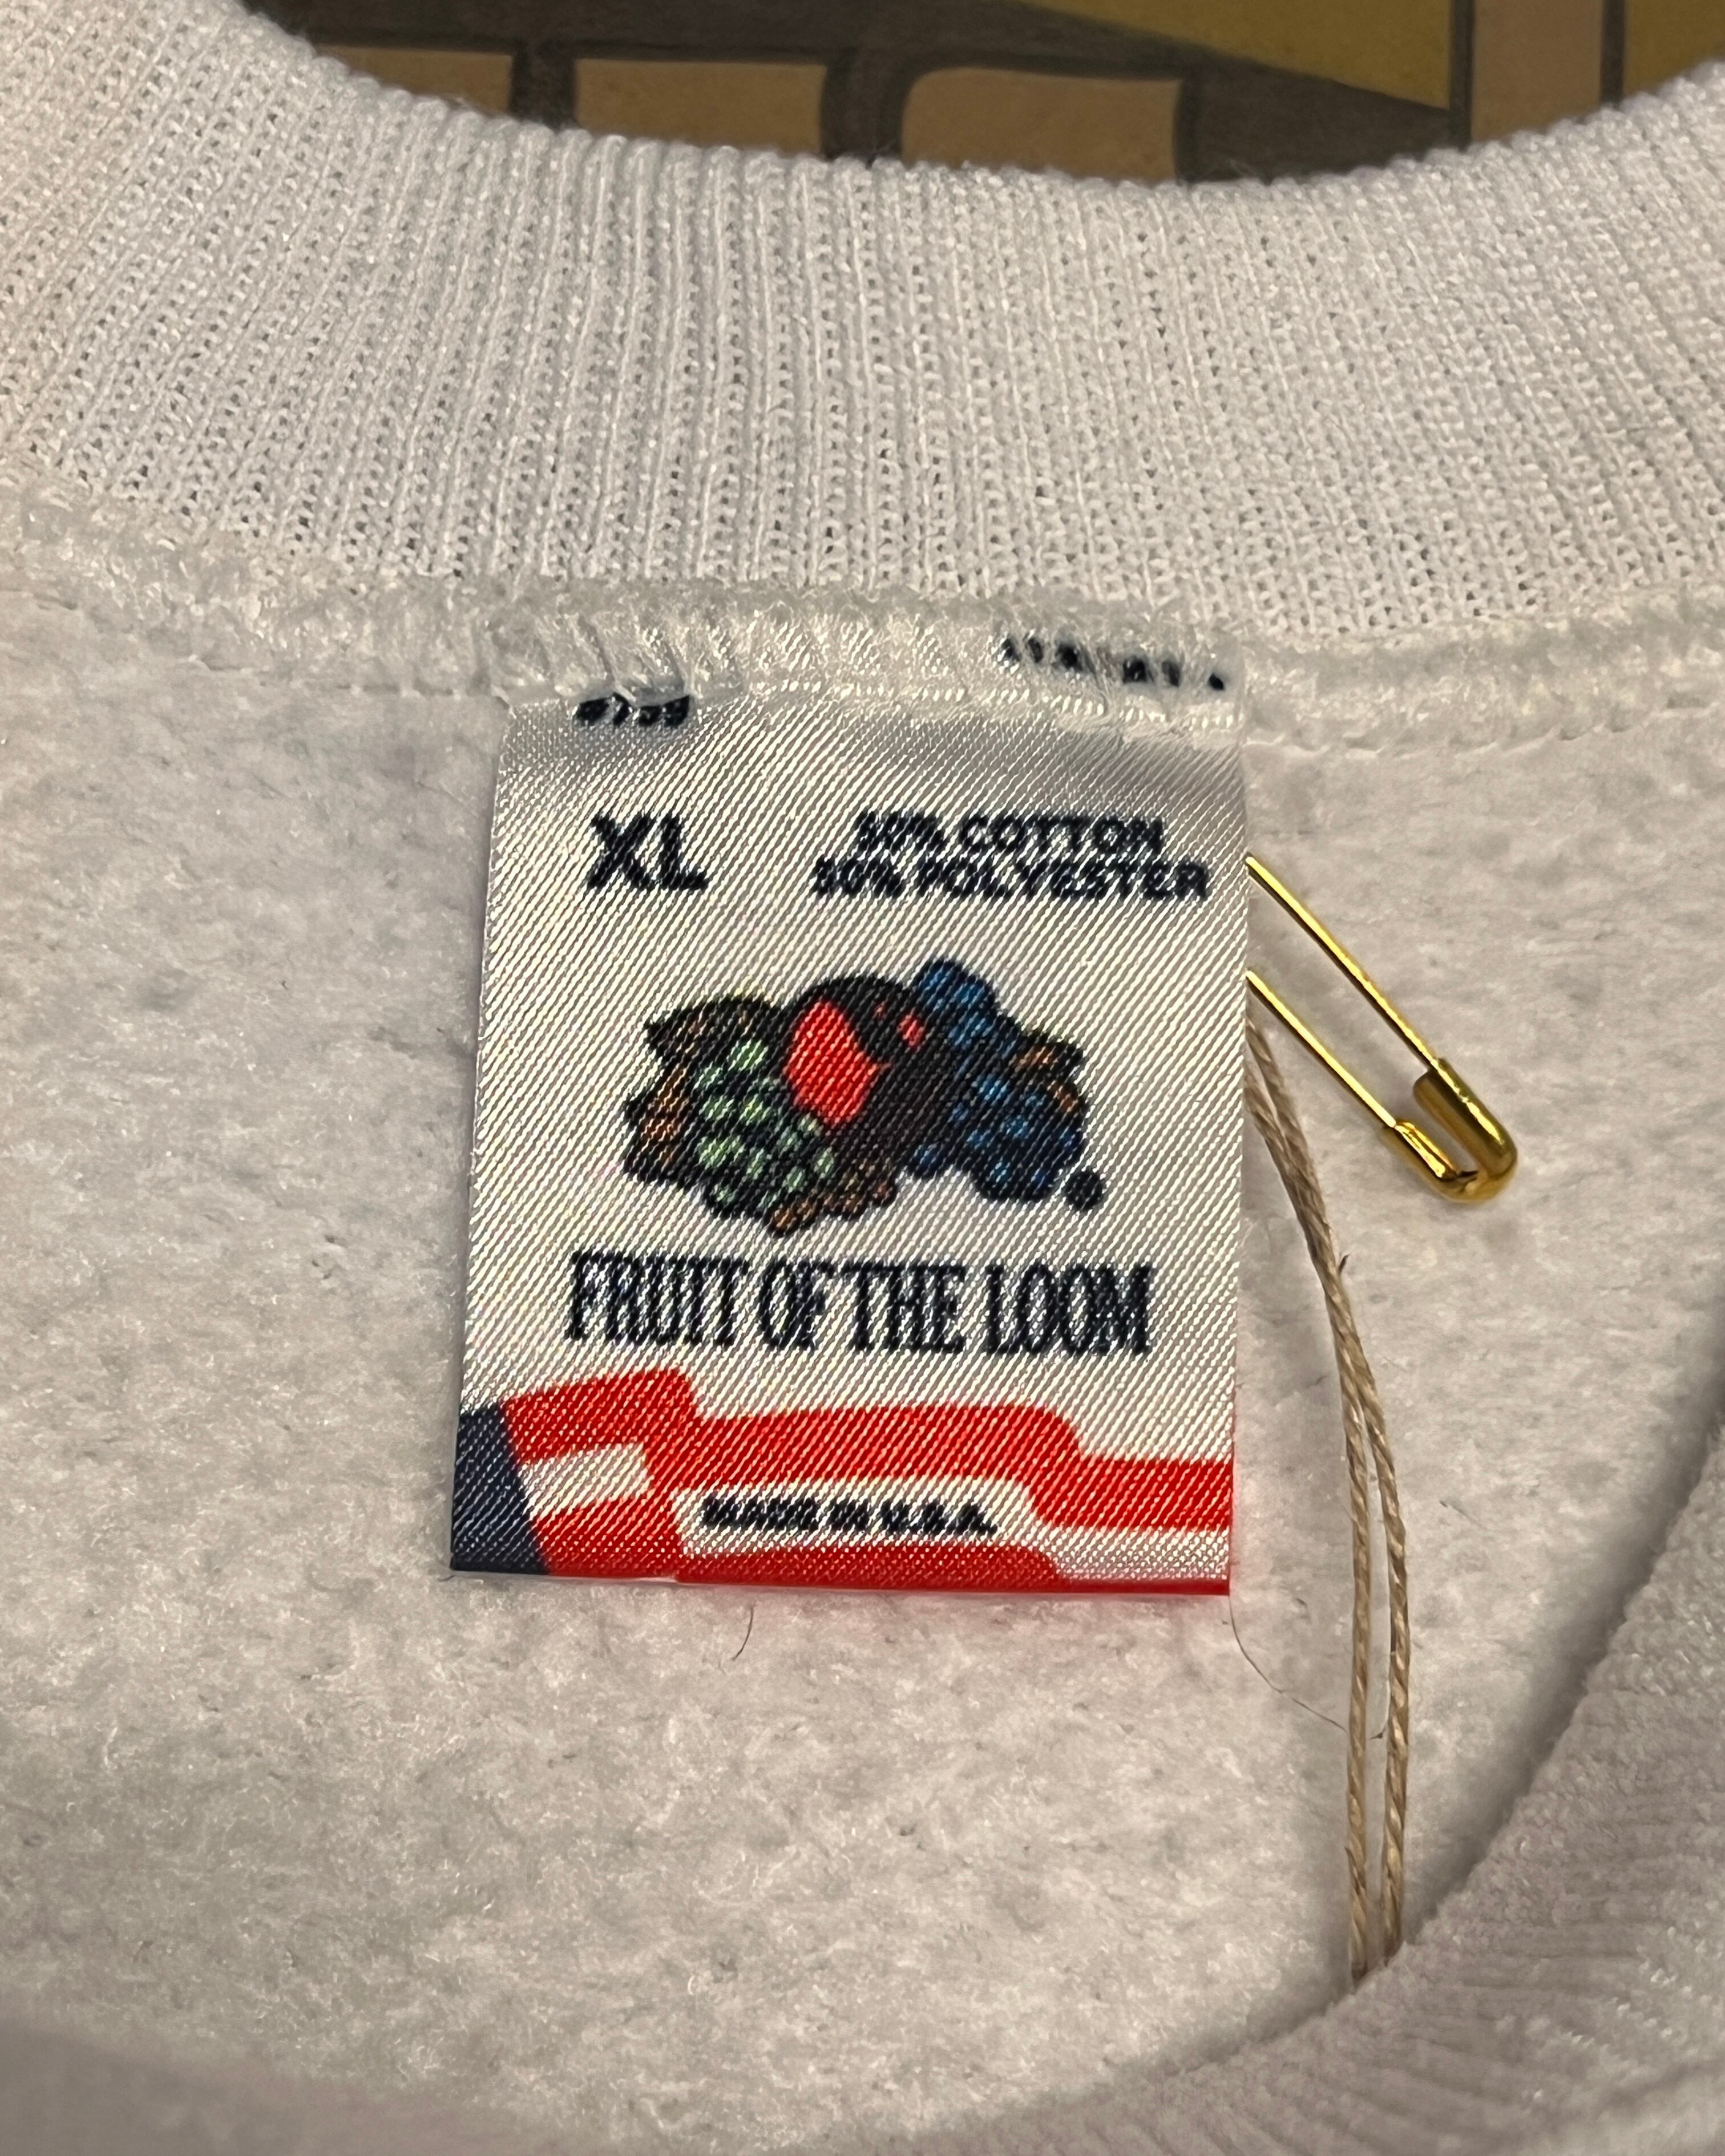 XL
50% COTTON
50% POLYESTER
FRUIT OF THE LOOM
MADE IN U.S.A.